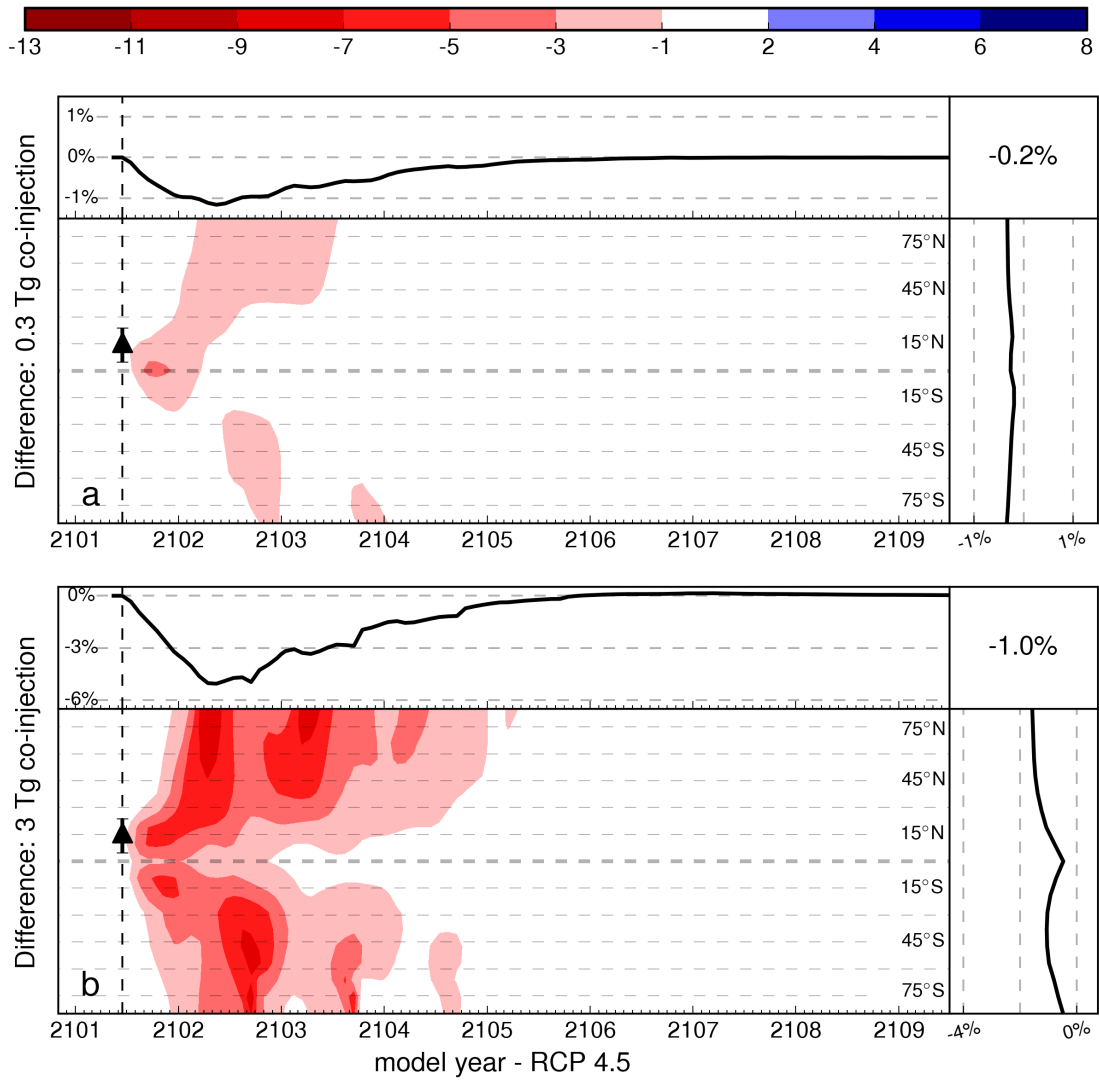 -13 -11 -9 -7 -5 -3 -1 2 4 6 8
Difference: 0.3 Tg co-injection
1%
0%
-1%
-0.2%
75°N
45°N
15°N
15°S
45°S
75°S
a
2101 2102 2103 2104 2105 2106 2107 2108 2109
-1% 1%
Difference: 3 Tg co-injection
0%
-3%
-6%
-1.0%
75°N
45°N
15°N
15°S
45°S
75°S
b
2101 2102 2103 2104 2105 2106 2107 2108 2109
-4% 0%
model year - RCP 4.5